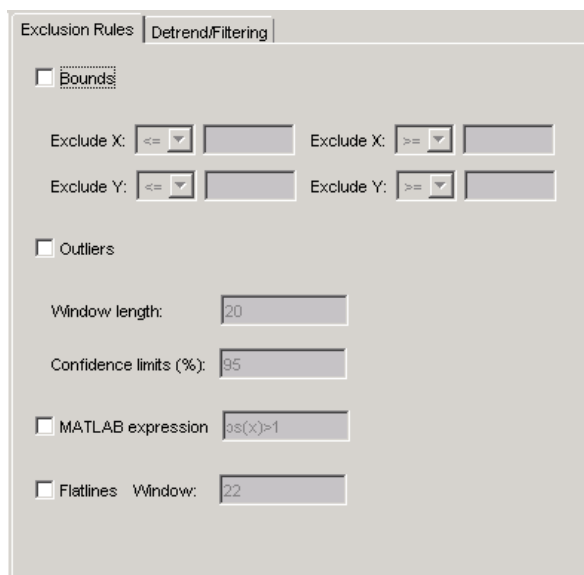 Exclusion Rules Detrend/Filtering
Bounds
Exclude X: <= Exclude X: >=
Exclude Y: <= Exclude Y: >=
Outliers
Window length: 20
Confidence limits (%): 95
MATLAB expression os(x)>1
Flatlines Window: 22